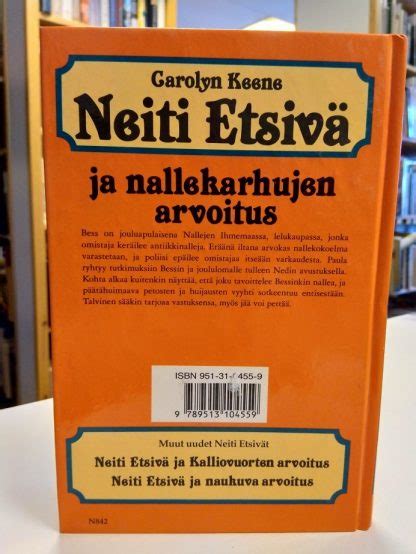 Carolyn Keene
Neiti Etsivä
ja nallekarhujen
arvoitus
Bess on jouluapulaisena Nallejen Ihmemaassa, lelukaupassa, jonka
omistaja keräilee antiikkinalleja. Eräänä iltana arvokas nallekokoelma
varastetaan, ja poliisi epäilee omistajaa itseään varkaudesta. Paula
ryhtyy tutkimuksiin Bessin ja joululomalle tulleen Nedin avustuksella.
Kohta alkaa kuitenkin näyttää, että joku tavoittelee Bessinkin nallea, ja
päätähuimaava petosten ja huijausten vyyhti sotkeentuu entisestään.
Talvinen sääkin tarjoaa vastuksensa, myös jää voi pettää.
ISBN 951-31-0455-9
9 789513 104559
Muut uudet Neiti Etsivät
Neiti Etsivä ja Kalliovuorten arvoitus
Neiti Etsivä ja naukuva arvoitus
N842